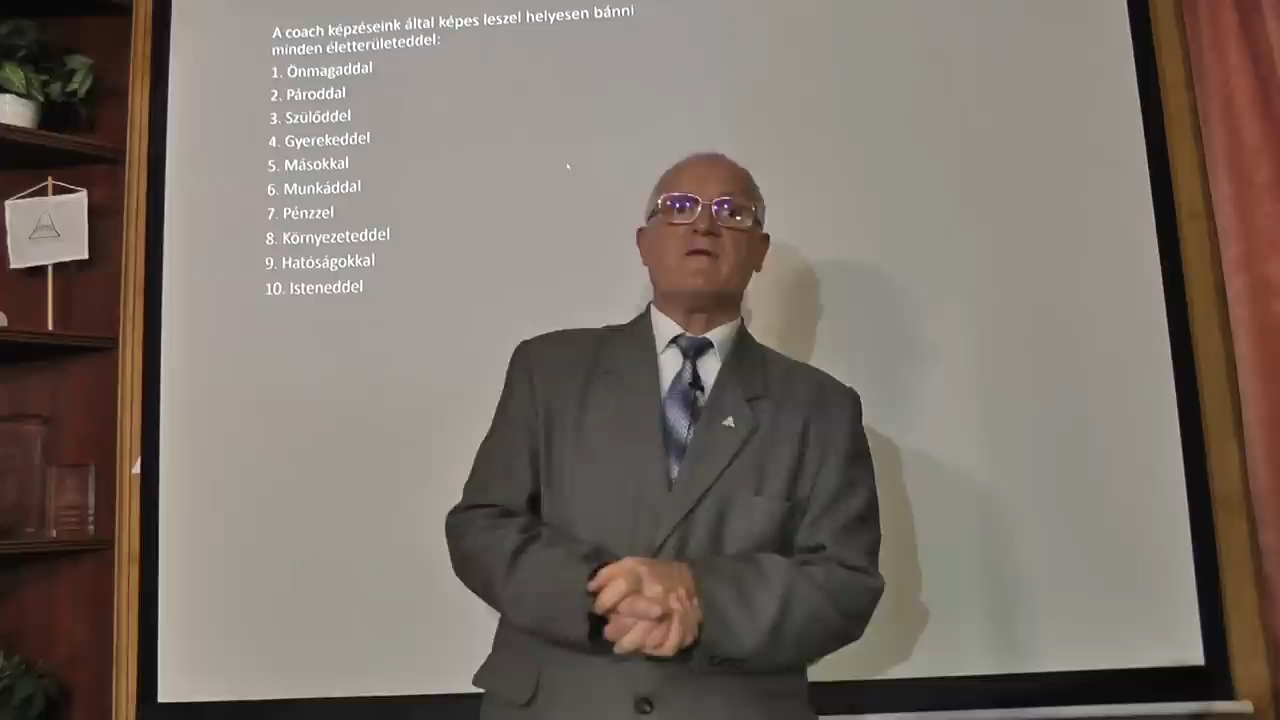 A coach képzéseink által képes leszel helyesen bánni
minden életterületeddel:
1. Önmagaddal
2. Pároddal
3. Szülőddel
4. Gyerekeddel
5. Másokkal
6. Munkáddal
7. Pénzzel
8. Környezeteddel
9. Hatóságokkal
10. Isteneddel